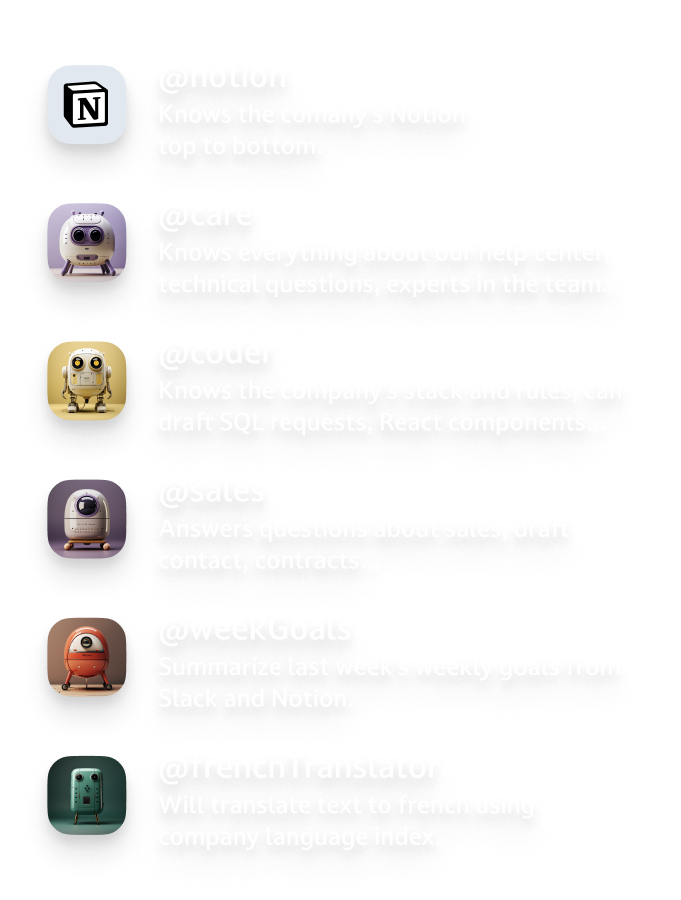 N
@notion
Knows the comany's Notion
top to bottom.
@care
Knows everything about our help center,
technical questions, experts in the team...
@coder
Knows the company's stack and rules, can
draft SQL requests, React components...
@sales
Answers questions about sales, draft
contact, contracts...
@weekGoals
Summarize last week's weekly goals from
Slack and Notion.
@frenchTranslator
Will translate text to french using
company language index.